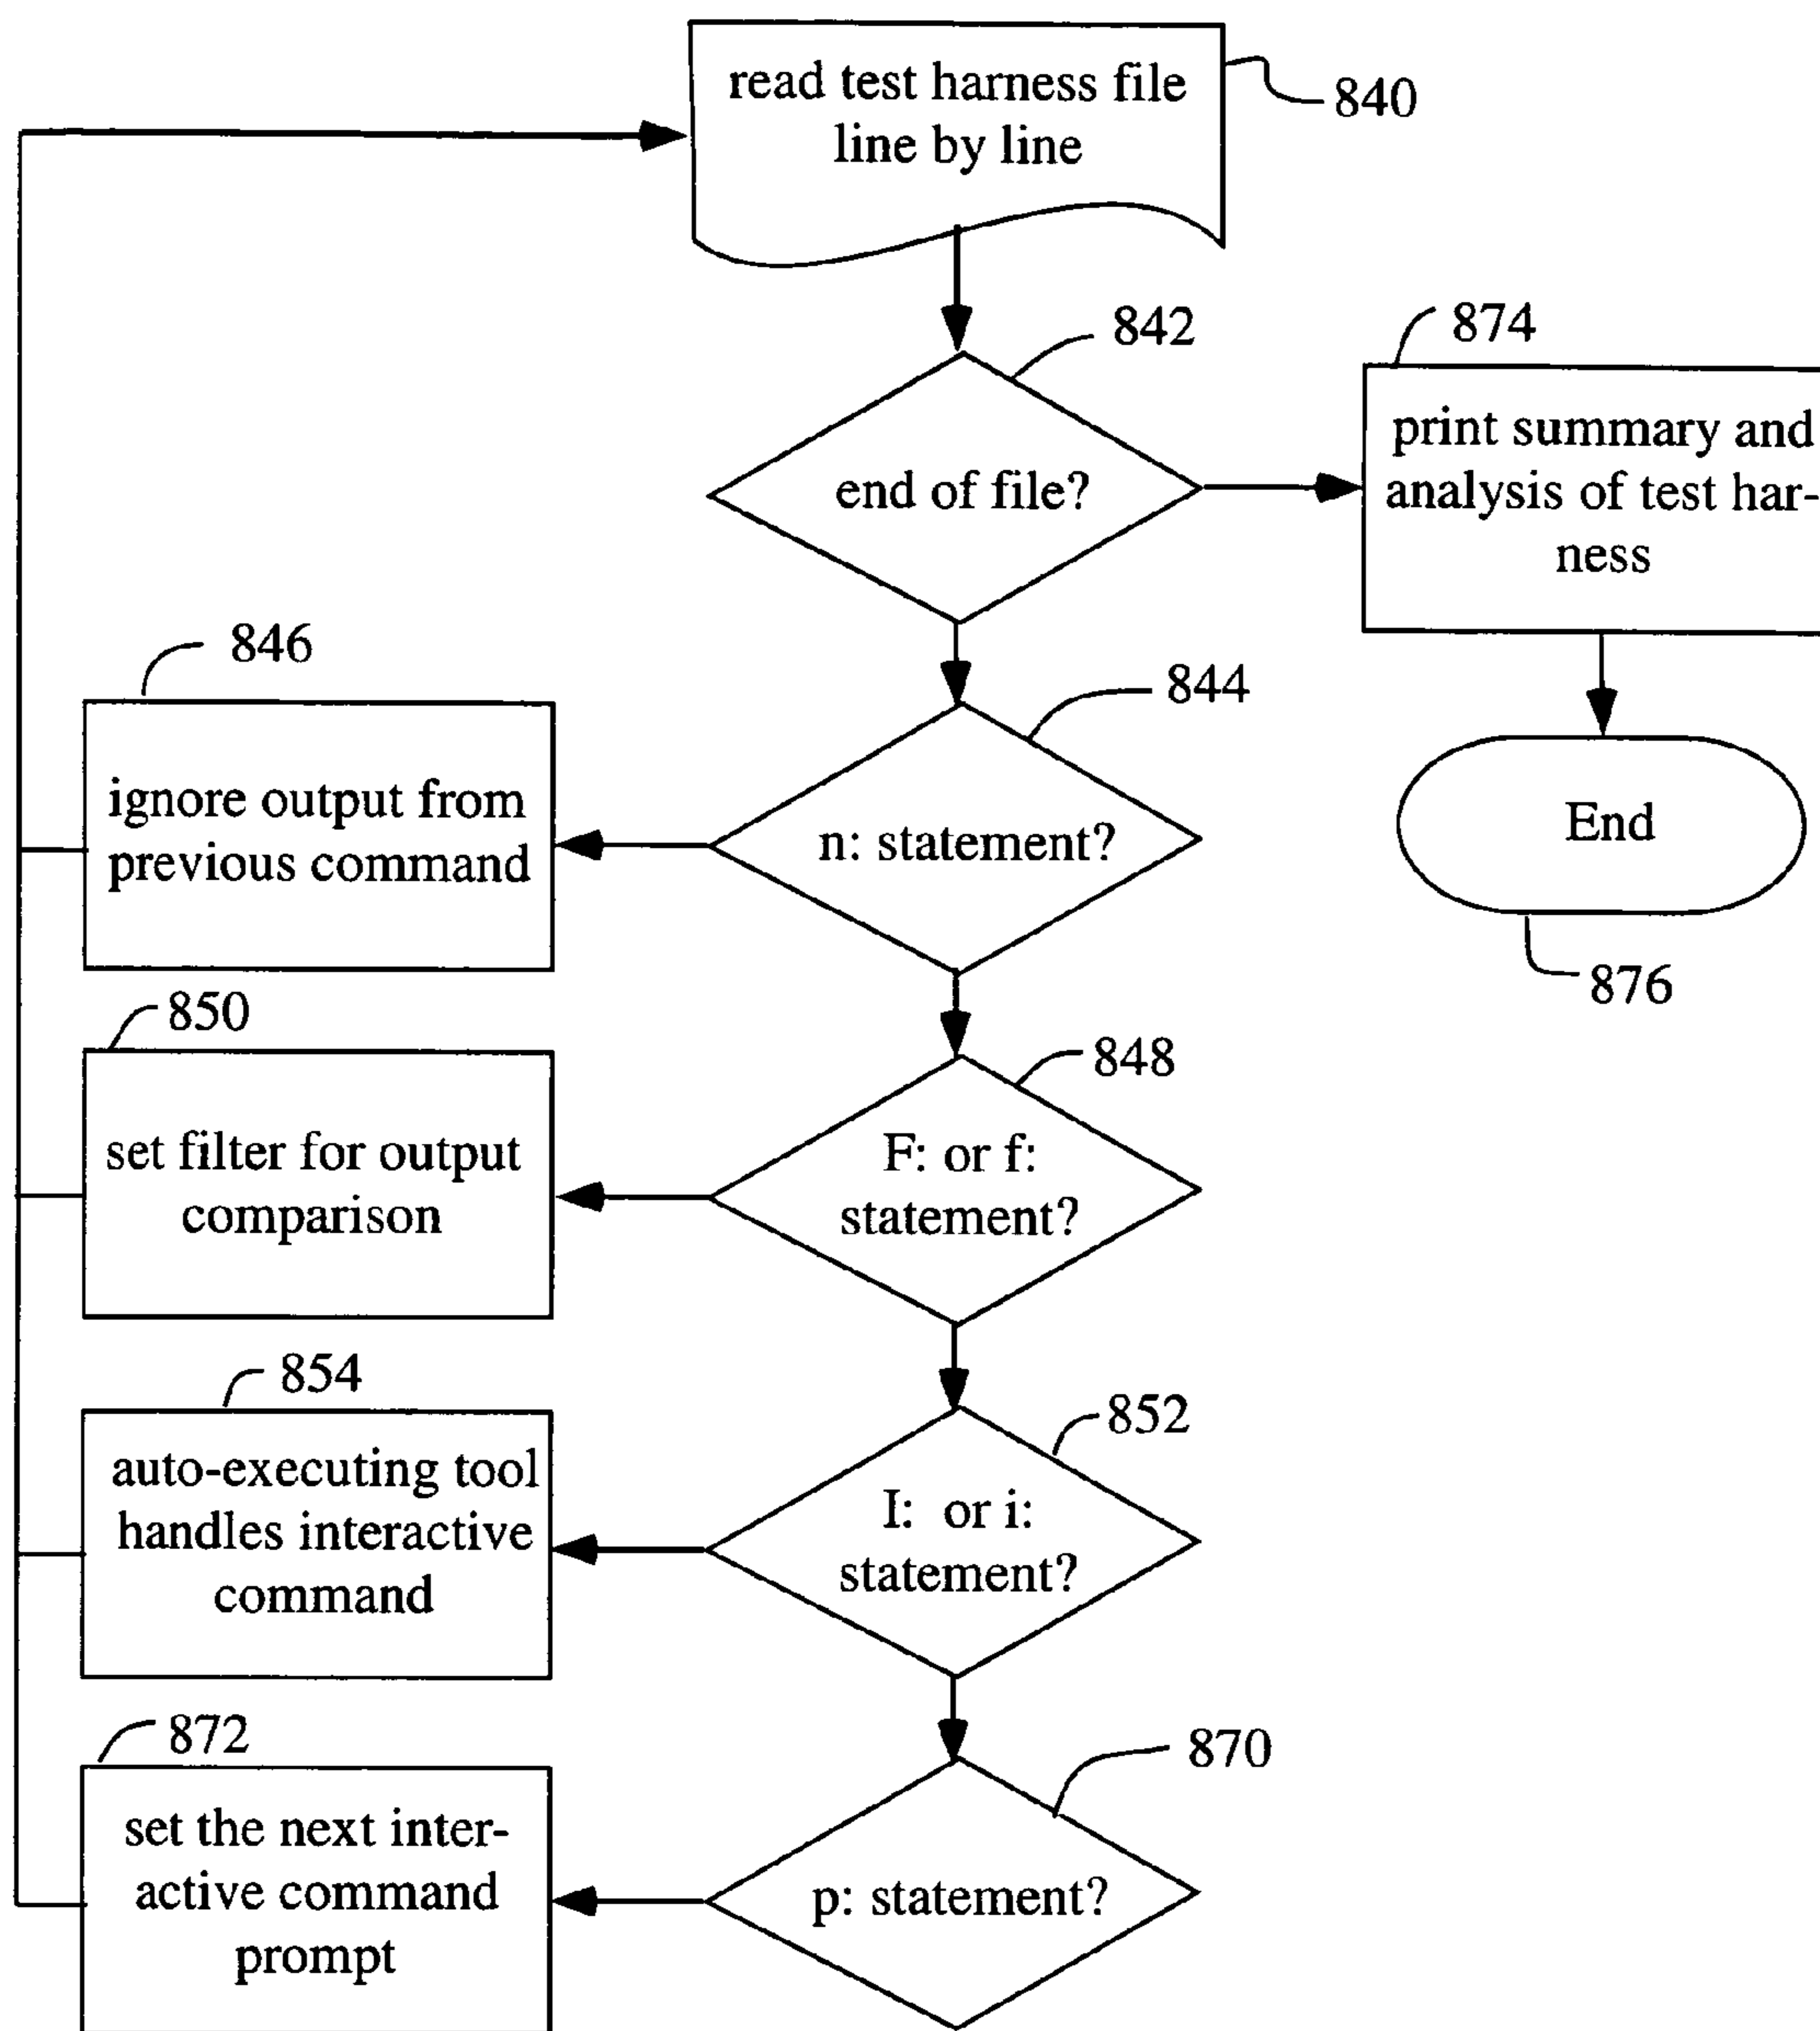 read test harness file
line by line
840
842
end of file?
874
print summary and
analysis of test har-
ness
846
ignore output from
previous command
844
n: statement?
End
876
850
set filter for output
comparison
848
F: or f:
statement?
854
auto-executing tool
handles interactive
command
852
I: or i:
statement?
872
set the next inter-
active command
prompt
870
p: statement?